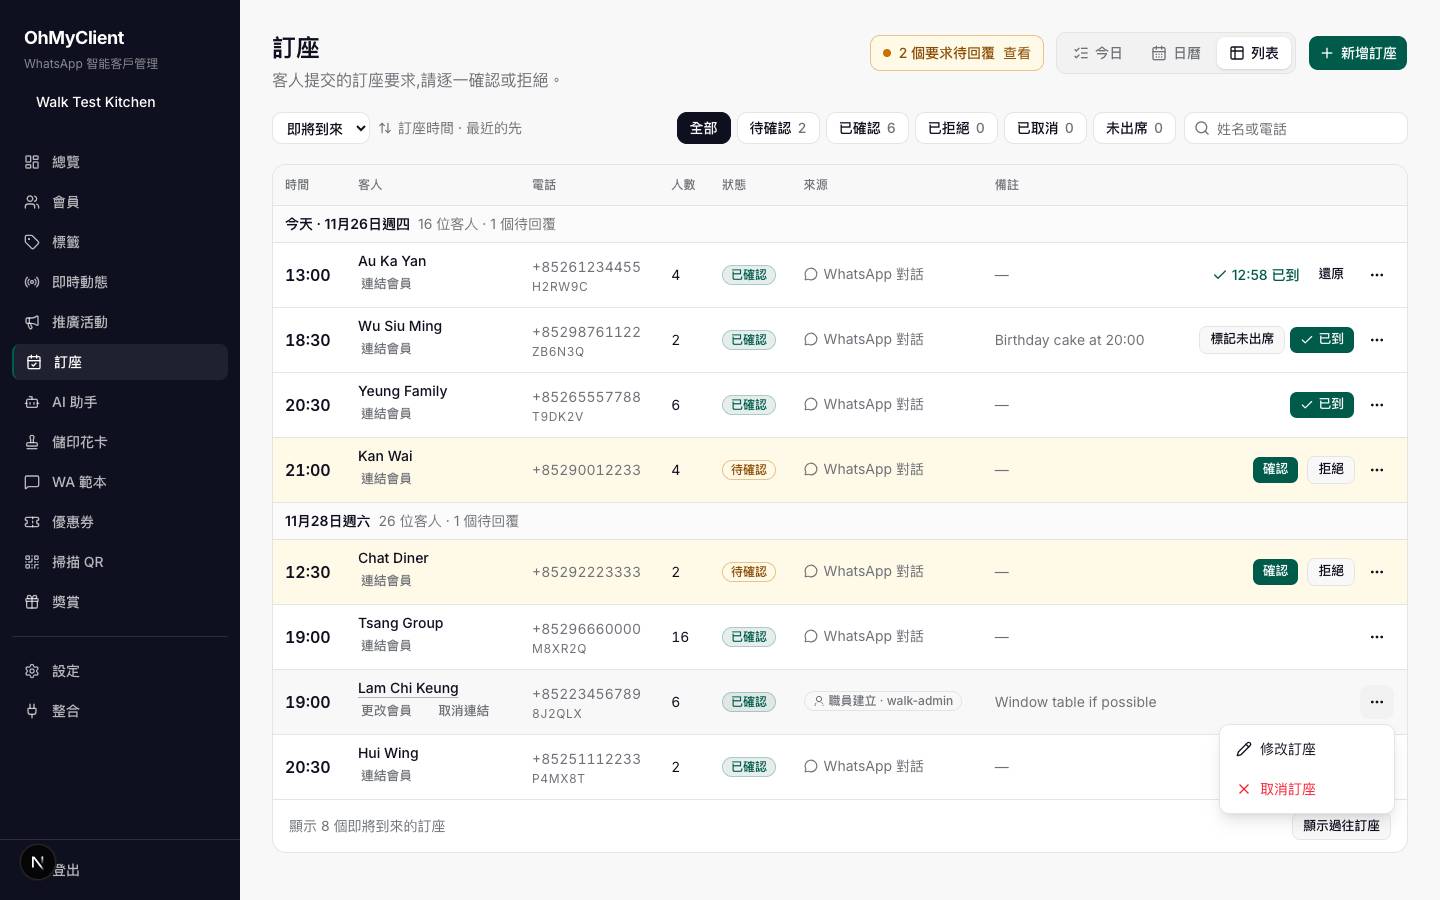 OhMyClient
WhatsApp 智能客戶管理
Walk Test Kitchen
總覽
會員
標籤
即時動態
推廣活動
訂座
AI 助手
儲印花卡
WA 範本
優惠券
掃描 QR
獎賞
設定
整合
N
登出
訂座
客人提交的訂座要求,請逐一確認或拒絕。
2 個要求待回覆 查看
今日 日曆 列表
+ 新增訂座
即將到來 訂座時間 · 最近的先
全部 待確認 2 已確認 6 已拒絕 0 已取消 0 未出席 0 姓名或電話
時間 客人 電話 人數 狀態 來源 備註
今天 · 11月26日週四 16 位客人 · 1 個待回覆
13:00 Au Ka Yan +85261234455 4 已確認 WhatsApp 對話 — 12:58 已到 還原
連結會員 H2RW9C
18:30 Wu Siu Ming +85298761122 2 已確認 WhatsApp 對話 Birthday cake at 20:00 標記未出席 已到
連結會員 ZB6N3Q
20:30 Yeung Family +85265557788 6 已確認 WhatsApp 對話 — 已到
連結會員 T9DK2V
21:00 Kan Wai +85290012233 4 待確認 WhatsApp 對話 — 確認 拒絕
連結會員
11月28日週六 26 位客人 · 1 個待回覆
12:30 Chat Diner +85292223333 2 待確認 WhatsApp 對話 — 確認 拒絕
連結會員
19:00 Tsang Group +85296660000 16 已確認 WhatsApp 對話 —
連結會員 M8XR2Q
19:00 Lam Chi Keung +85223456789 6 已確認 職員建立 · walk-admin Window table if possible
更改會員 取消連結 8J2QLX
20:30 Hui Wing +85251112233 2 已確認 WhatsApp 對話 —
連結會員 P4MX8T
修改訂座
取消訂座
顯示 8 個即將到來的訂座 顯示過往訂座